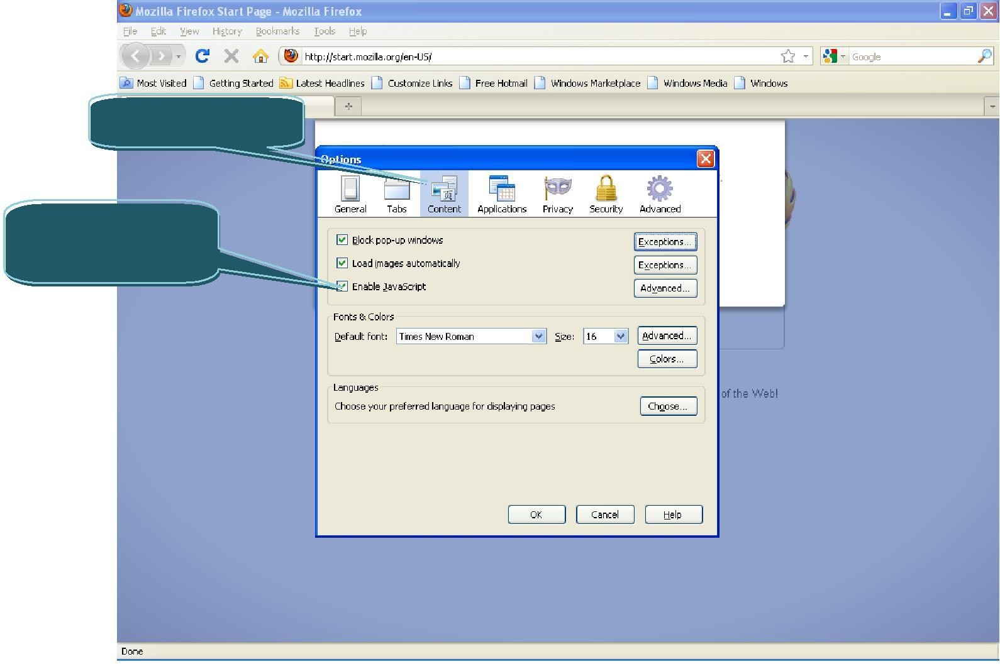 Mozilla Firefox Start Page - Mozilla Firefox
File Edit View History Bookmarks Tools Help
http://start.mozilla.org/en-US/ Google
Most Visited Getting Started Latest Headlines Customize Links Free Hotmail Windows Marketplace Windows Media Windows
Options
页
General Tabs Content Applications Privacy Security Advanced
Block pop-up windows Exceptions...
Load images automatically Exceptions...
Enable JavaScript Advanced...
Fonts & Colors
Default font: Times New Roman Size: 16 Advanced...
Colors...
Languages
of the Web!
Choose your preferred language for displaying pages Choose...
OK Cancel Help
Done